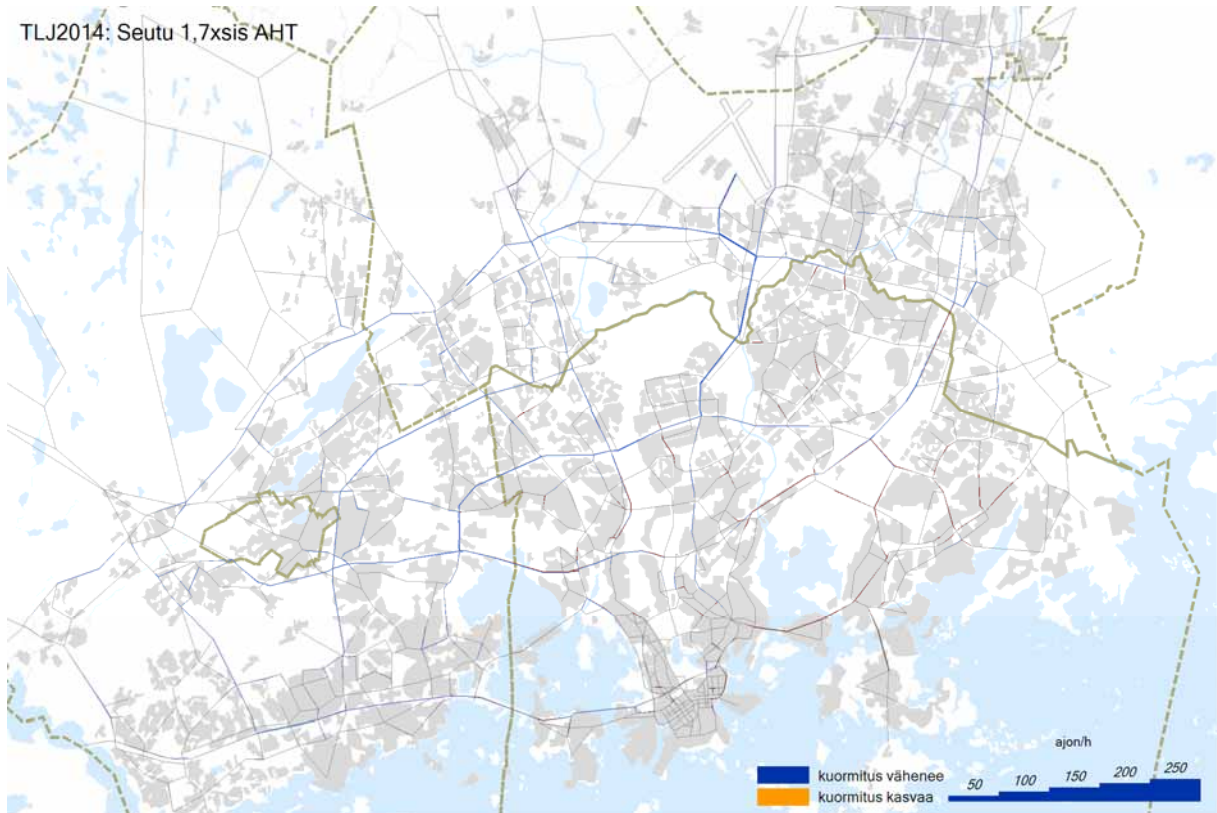 TLJ2014: Seutu 1,7xsis AHT
ajon/h
kuormitus vähenee
kuormitus kasvaa
50 100 150 200 250